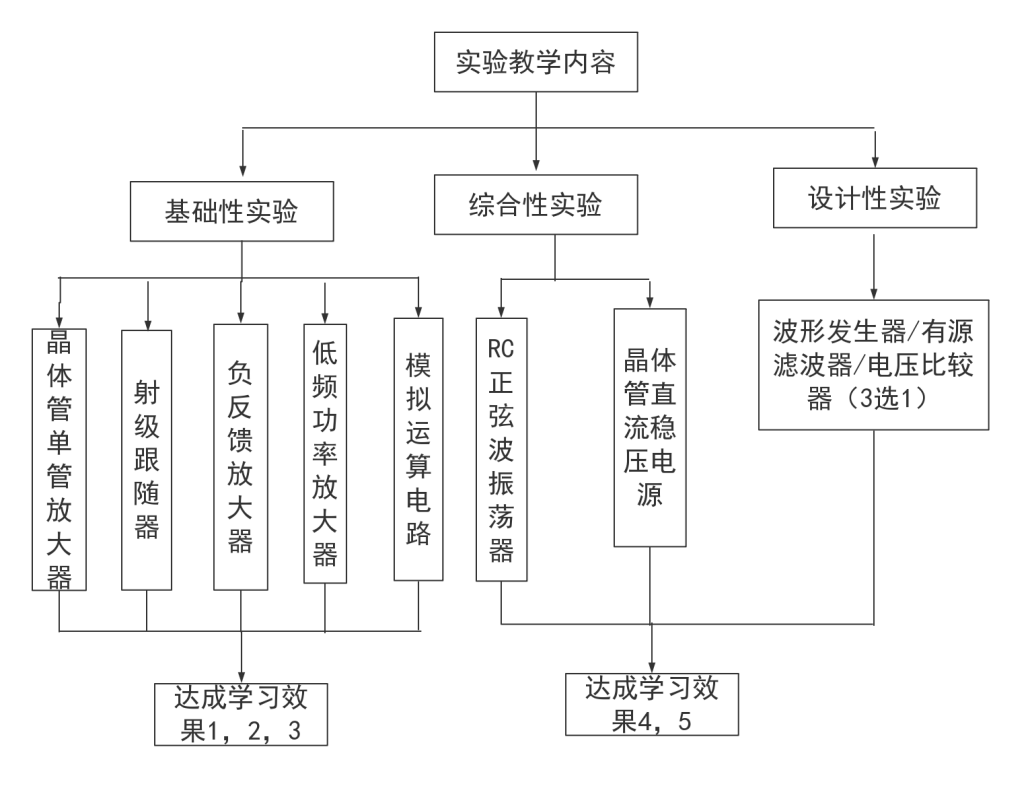 实验教学内容
基础性实验
综合性实验
设计性实验
晶体管单管放大器
射级跟随器
负反馈放大器
低频功率放大器
模拟运算电路
RC正弦波振荡器
晶体
管直
流稳
压电
源
波形发生器/有源
滤波器/电压比较
器（3选1）
达成学习效
果1，2，3
达成学习效
果4，5